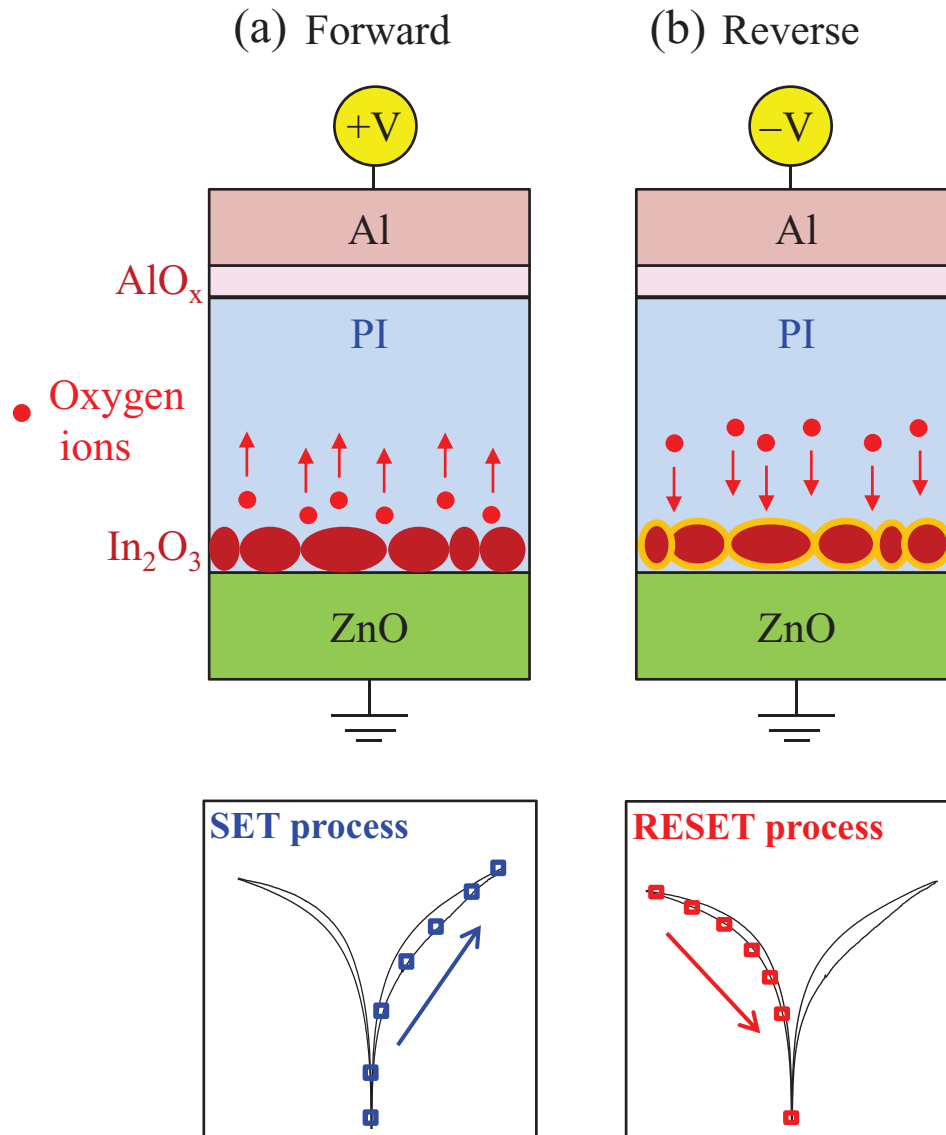 (a) Forward
(b) Reverse
+V
–V
Al
Al
AlOₓ
PI
PI
Oxygen
ions
In₂O₃
ZnO
ZnO
SET process
RESET process